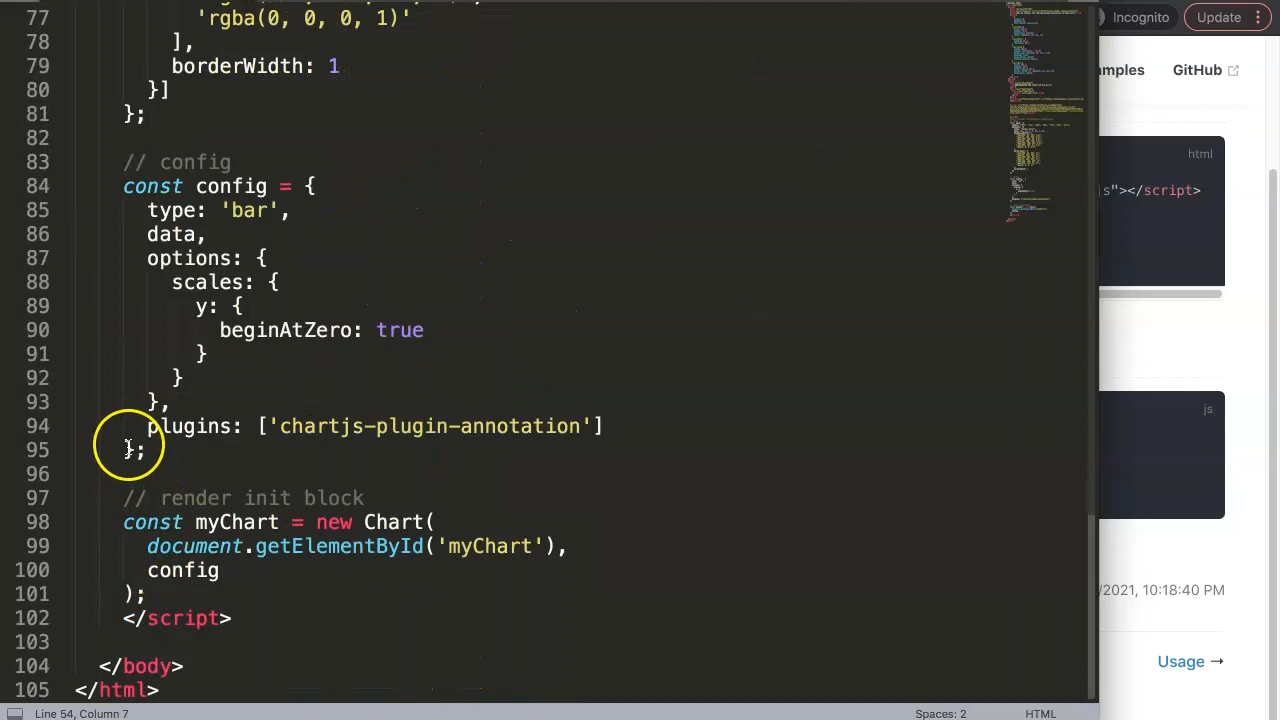 77 'rgba(0, 0, 0, 1)'
78 ],
79 borderWidth: 1
80 }]
81 };
82
83 // config
84 const config = {
85 type: 'bar',
86 data,
87 options: {
88 scales: {
89 y: {
90 beginAtZero: true
91 }
92 }
93 },
94 plugins: ['chartjs-plugin-annotation']
95 };
96
97 // render init block
98 const myChart = new Chart(
99 document.getElementById('myChart'),
100 config
101 );
102 </script>
103
104 </body>
105 </html>
Line 54, Column 7
Spaces: 2
HTML
Incognito
Update
GitHub
html
s"></script>
js
/2021, 10:18:40 PM
Usage →